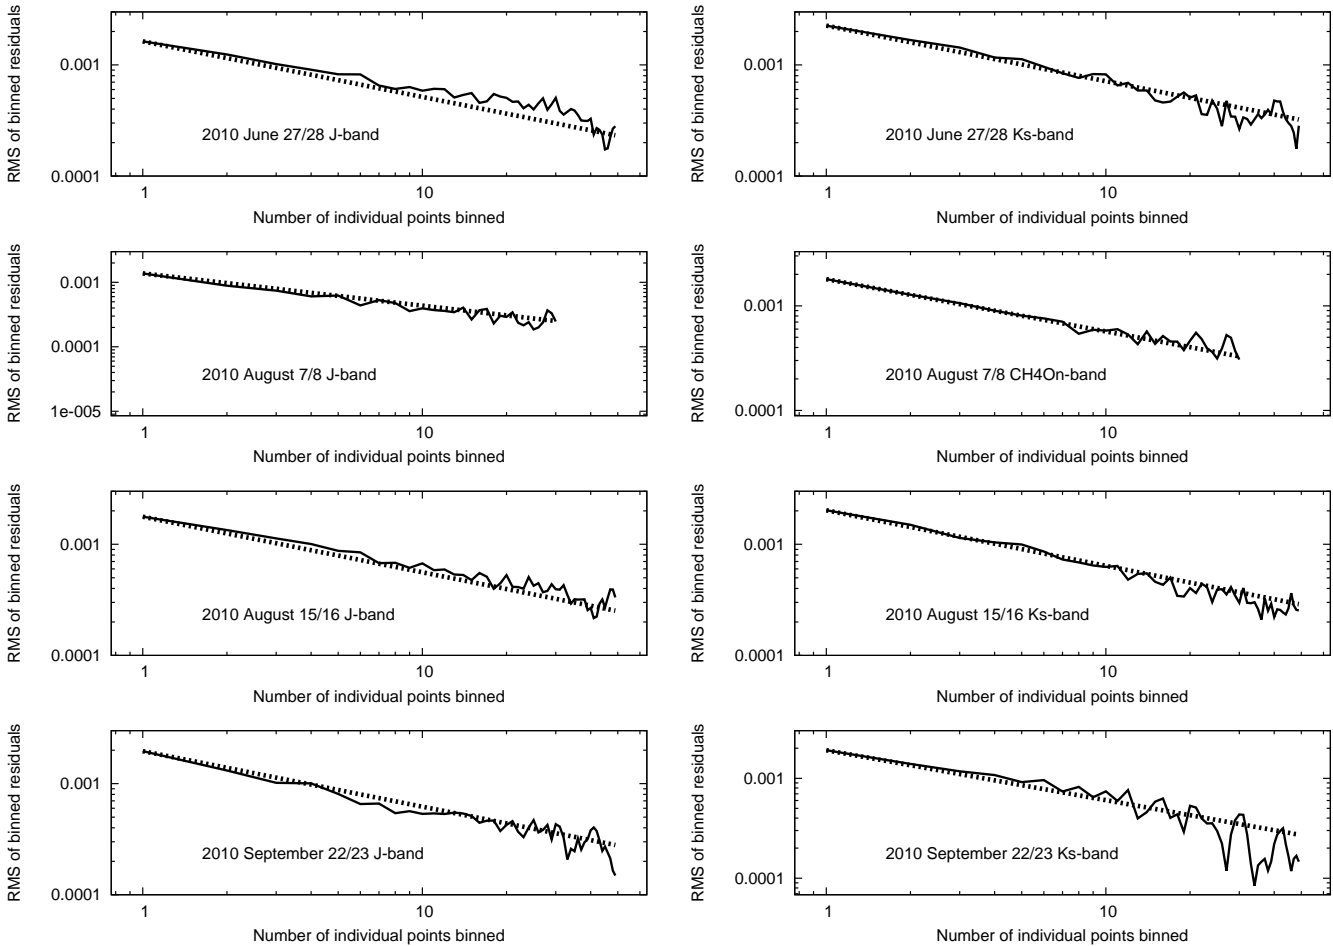 RMS of binned residuals
0.001
0.0001
1
10
Number of individual points binned
2010 June 27/28 J-band
RMS of binned residuals
0.001
0.0001
1
10
Number of individual points binned
2010 June 27/28 Ks-band
RMS of binned residuals
0.001
0.0001
1e-005
1
10
Number of individual points binned
2010 August 7/8 J-band
RMS of binned residuals
0.001
0.0001
1
10
Number of individual points binned
2010 August 7/8 CH4On-band
RMS of binned residuals
0.001
0.0001
1
10
Number of individual points binned
2010 August 15/16 J-band
RMS of binned residuals
0.001
0.0001
1
10
Number of individual points binned
2010 August 15/16 Ks-band
RMS of binned residuals
0.001
0.0001
1
10
Number of individual points binned
2010 September 22/23 J-band
RMS of binned residuals
0.001
0.0001
1
10
Number of individual points binned
2010 September 22/23 Ks-band